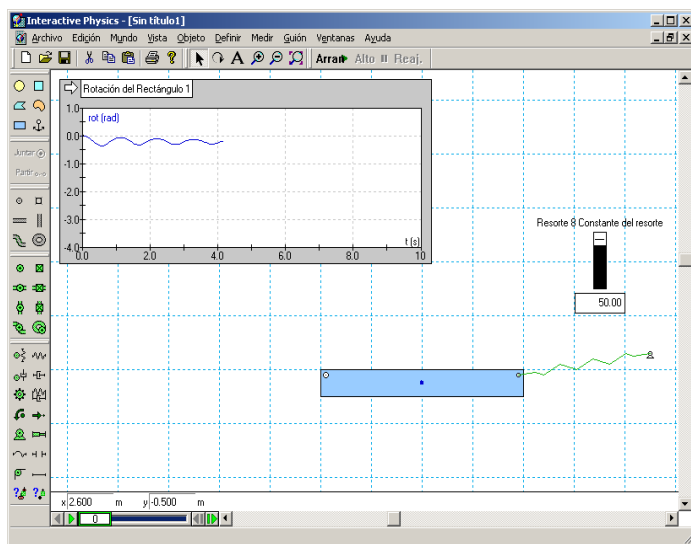 Interactive Physics - [Sin título1]
Archivo Edición Mundo Vista Objeto Definir Medir Guión Ventanas Ayuda
A Arran Alto II Reaj.
Rotación del Rectángulo 1
1.0
rot (rad)
0.0
-1.0
-2.0
-3.0
-4.0
t (s)
0.0 2.0 4.0 6.0 8.0 10
Juntar
Partir
Resorte 8 Constante del resorte
50.00
x 2.600 m y -0.500 m
0